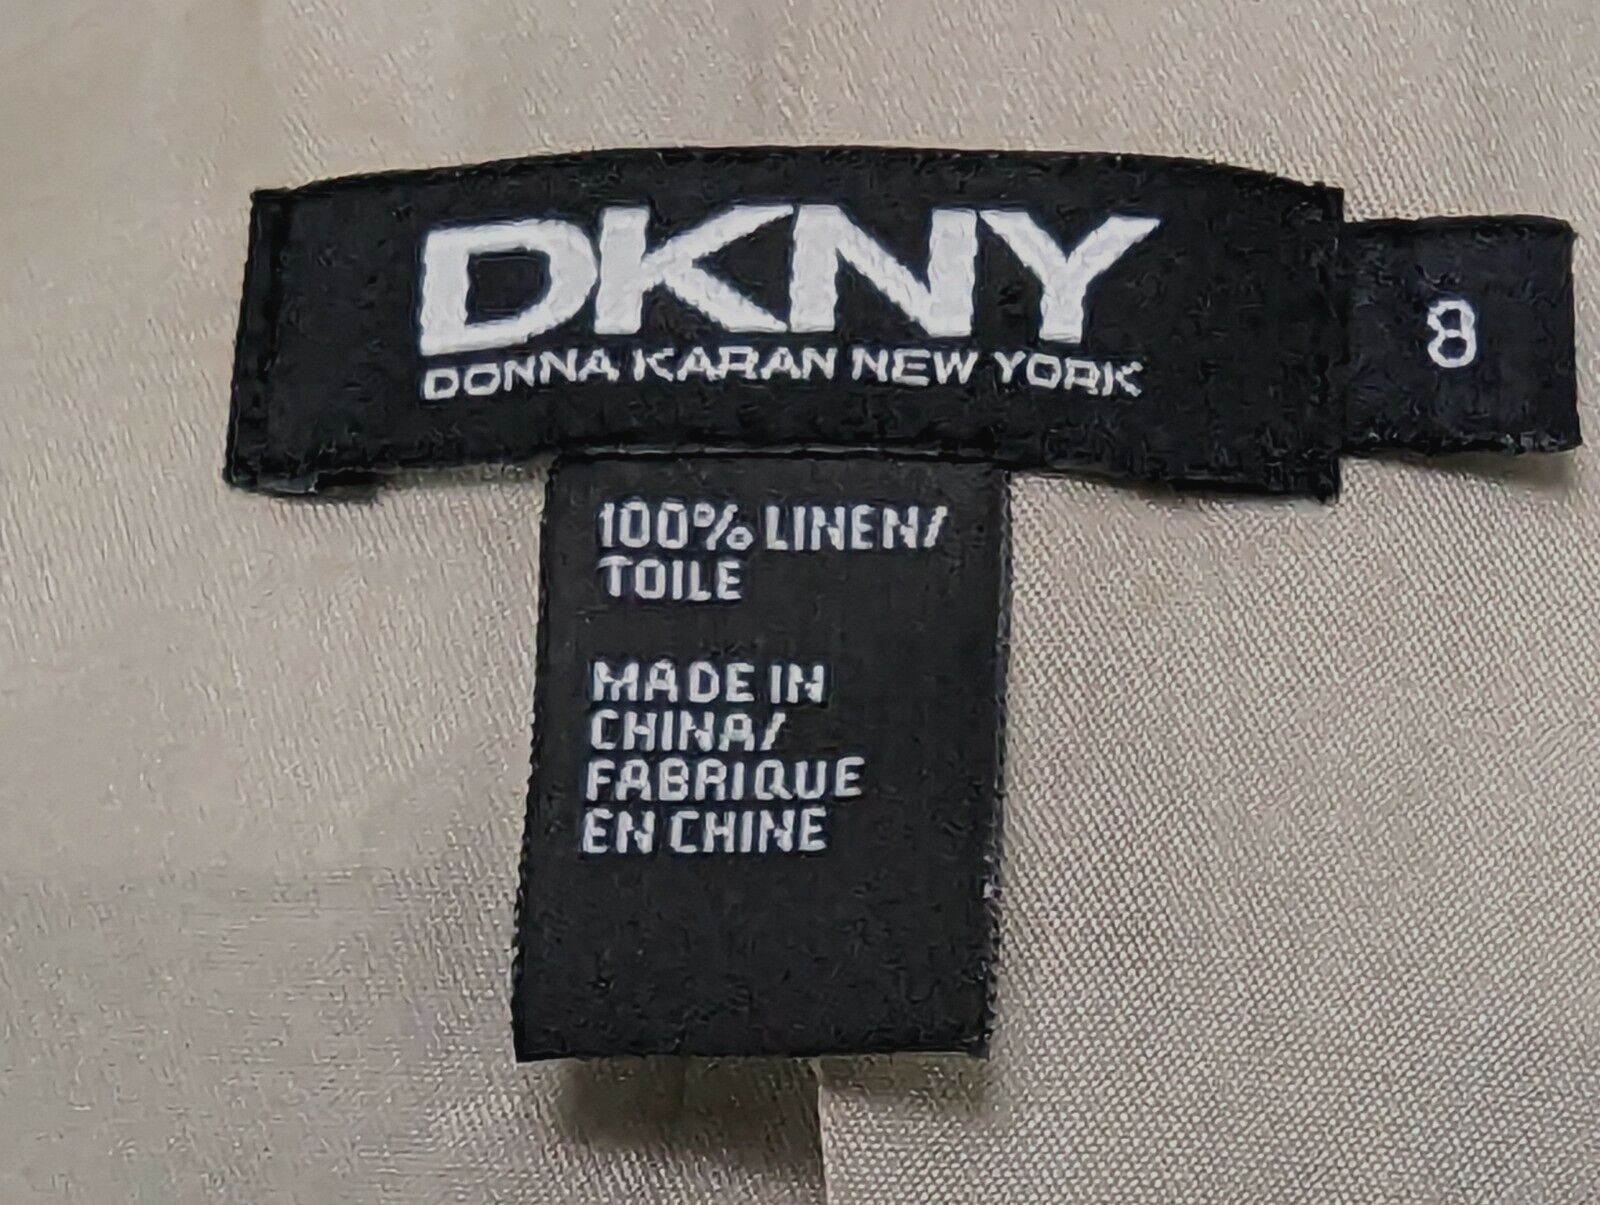 DKNY
DONNA KARAN NEW YORK
8
100% LINEN/
TOILE
MADE IN
CHINA/
FABRIQUE
EN CHINE